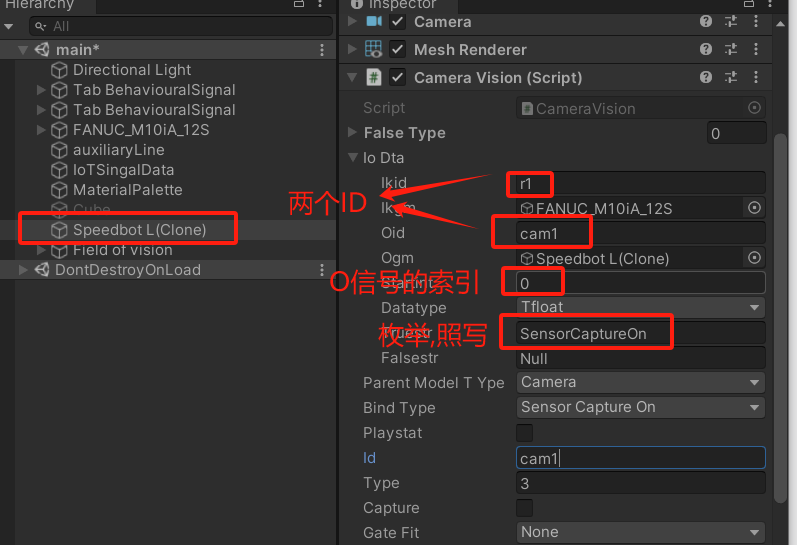 Hierarchy
All
main*
Directional Light
Tab BehaviouralSignal
Tab BehaviouralSignal
FANUC_M10iA_12S
auxiliaryLine
IoTSingalData
MaterialPalette
Cube
Speedbot L(Clone)
Field of vision
DontDestroyOnLoad
Inspector
Camera
Mesh Renderer
Camera Vision (Script)
Script CameraVision
False Type 0
Io Dta
Ikid r1
两个ID
Ikgm FANUC_M10iA_12S
Oid cam1
Ogm Speedbot L(Clone)
O信号的索引
Startint 0
Datatype Tfloat
枚举,照写
Truestr SensorCaptureOn
Falsestr Null
Parent Model T Ype Camera
Bind Type Sensor Capture On
Playstat
Id cam1
Type 3
Capture
Gate Fit None